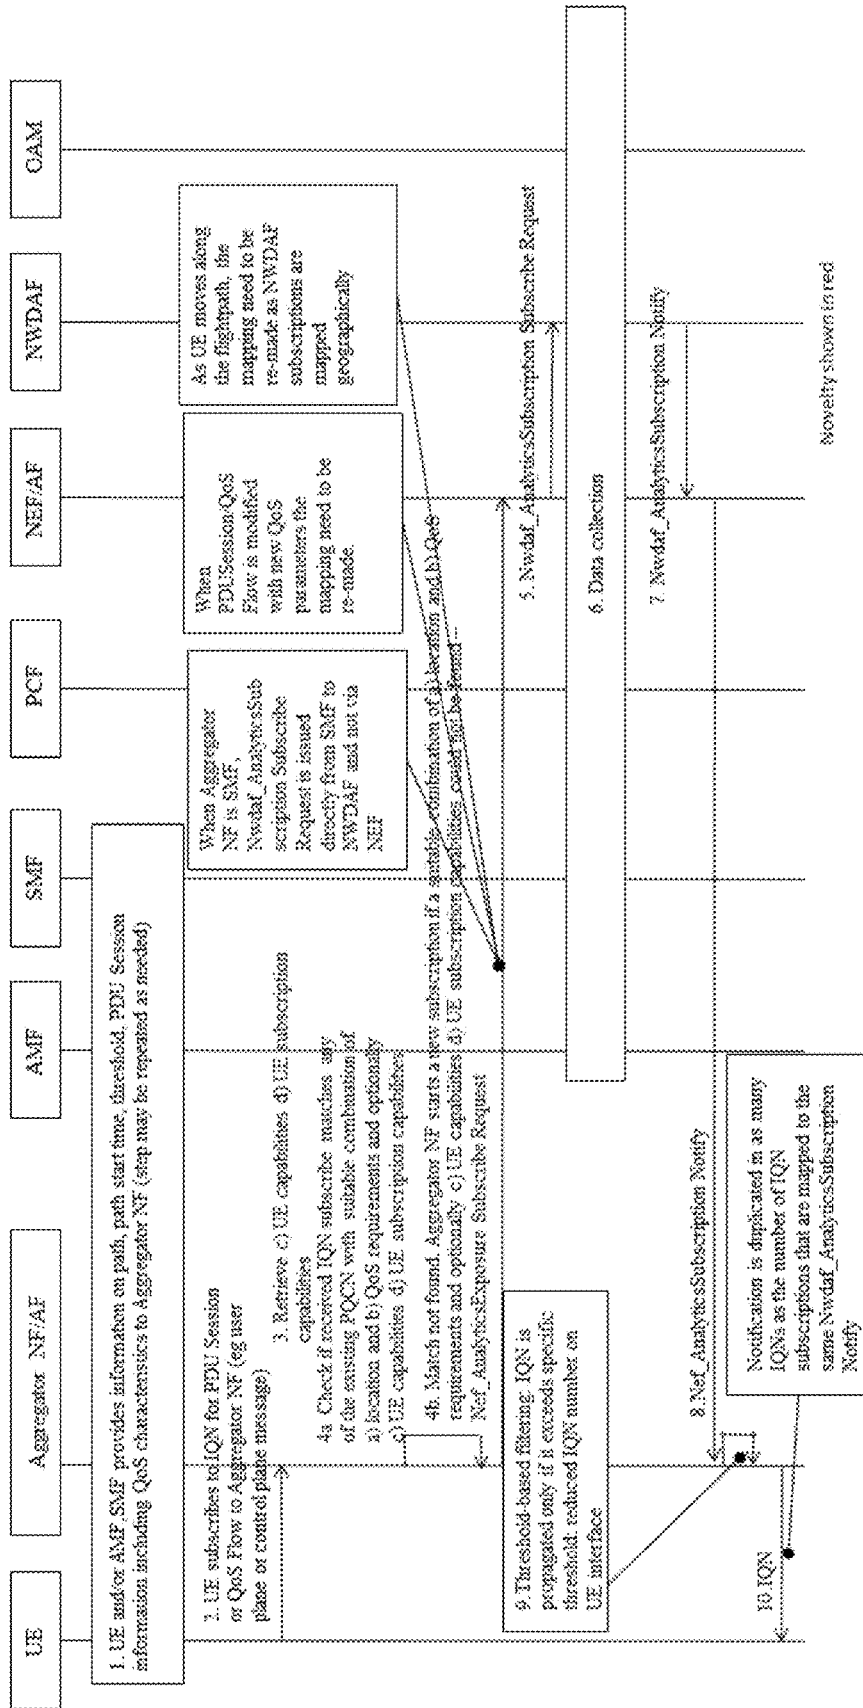 UE
Aggregator NF/AF
AMF
SMF
PCF
NEF/AF
NWDAF
OAM
1. UE and/or AMF, SMF provides information on path, path start time, threshold, PDU Session
information including QoS characteristics to Aggregator NF (step may be repeated as needed)
2. UE subscribes to IQN for PDU Session
or QoS Flow to Aggregator NF (eg user
plane or control plane message)
3. Retrieve c) UE capabilities d) UE subscription
capabilities
4a. Check if received IQN subscribe matches any
of the existing PQCN with suitable combination of
a) location and b) QoS requirements and optionally
c) UE capabilities d) UE subscription capabilities
4b. Match not found. Aggregator NF starts a new subscription if a suitable combination of a) location and b) QoS
requirements and optionally c) UE capabilities d) UE subscription capabilities could not be found--
Nef_AnalyticsExposure Subscribe Request
When Aggregator
NF is SMF,
Nwdaf_AnalyticsSub
scription Subscribe
Request is issued
directly from SMF to
NWDAF and not via
NEF
When
PDUSession/QoS
Flow is modified
with new QoS
parameters the
mapping need to be
re-made.
As UE moves along
the flightpath, the
mapping need to be
re-made as NWDAF
subscriptions are
mapped
geographically
5. Nwdaf_AnalyticsSubscription Subscribe Request
6. Data collection
7. Nwdaf_AnalyticsSubscription Notify
8.Nef_AnalyticsSubscription Notify
9. Threshold-based filtering: IQN is
propagated only if it exceeds specific
threshold: reduced IQN number on
UE interface
10 IQN
Notification is duplicated in as many
IQNs as the number of IQN
subscriptions that are mapped to the
same Nwdaf_AnalyticsSubscription
Notify
Novelty shown in red